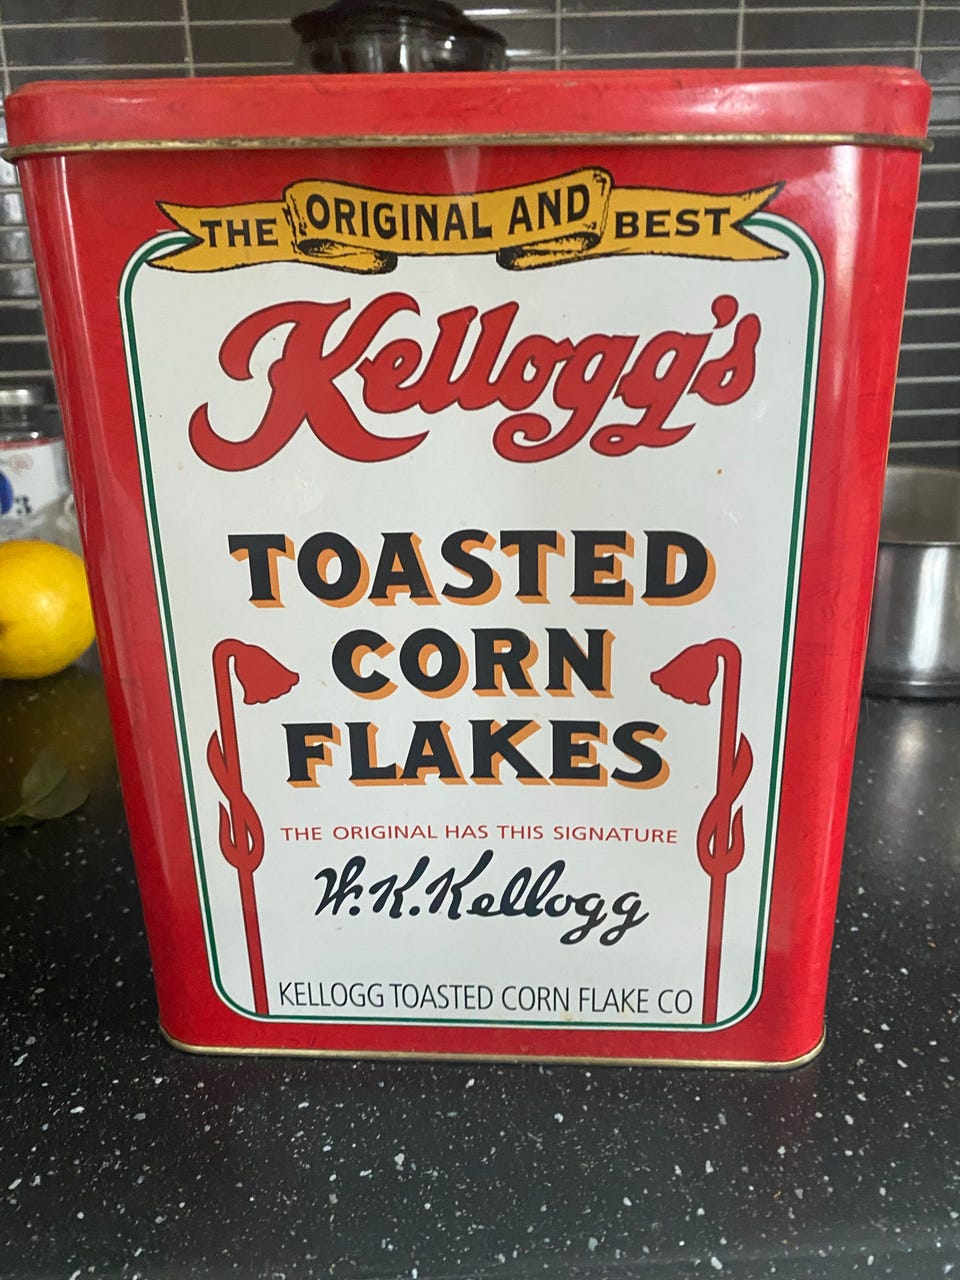 THE ORIGINAL AND BEST
Kellogg's
TOASTED
CORN
FLAKES
THE ORIGINAL HAS THIS SIGNATURE
W.K.Kellogg
KELLOGG TOASTED CORN FLAKE CO